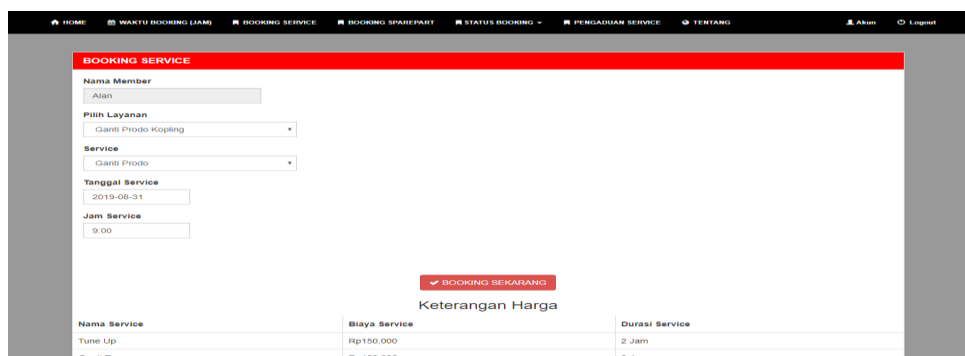 HOME WAKTU BOOKING (JAM) BOOKING SERVICE BOOKING SPAREPART STATUS BOOKING PENGADUAN SERVICE TENTANG Akun Logout
BOOKING SERVICE
Nama Member
Alan
Pilih Layanan
Ganti Prodo Kopling
Service
Ganti Prodo
Tanggal Service
2019-08-31
Jam Service
9:00
BOOKING SEKARANG
Keterangan Harga
Nama Service Biaya Service Durasi Service
Tune Up Rp150,000 2 Jam